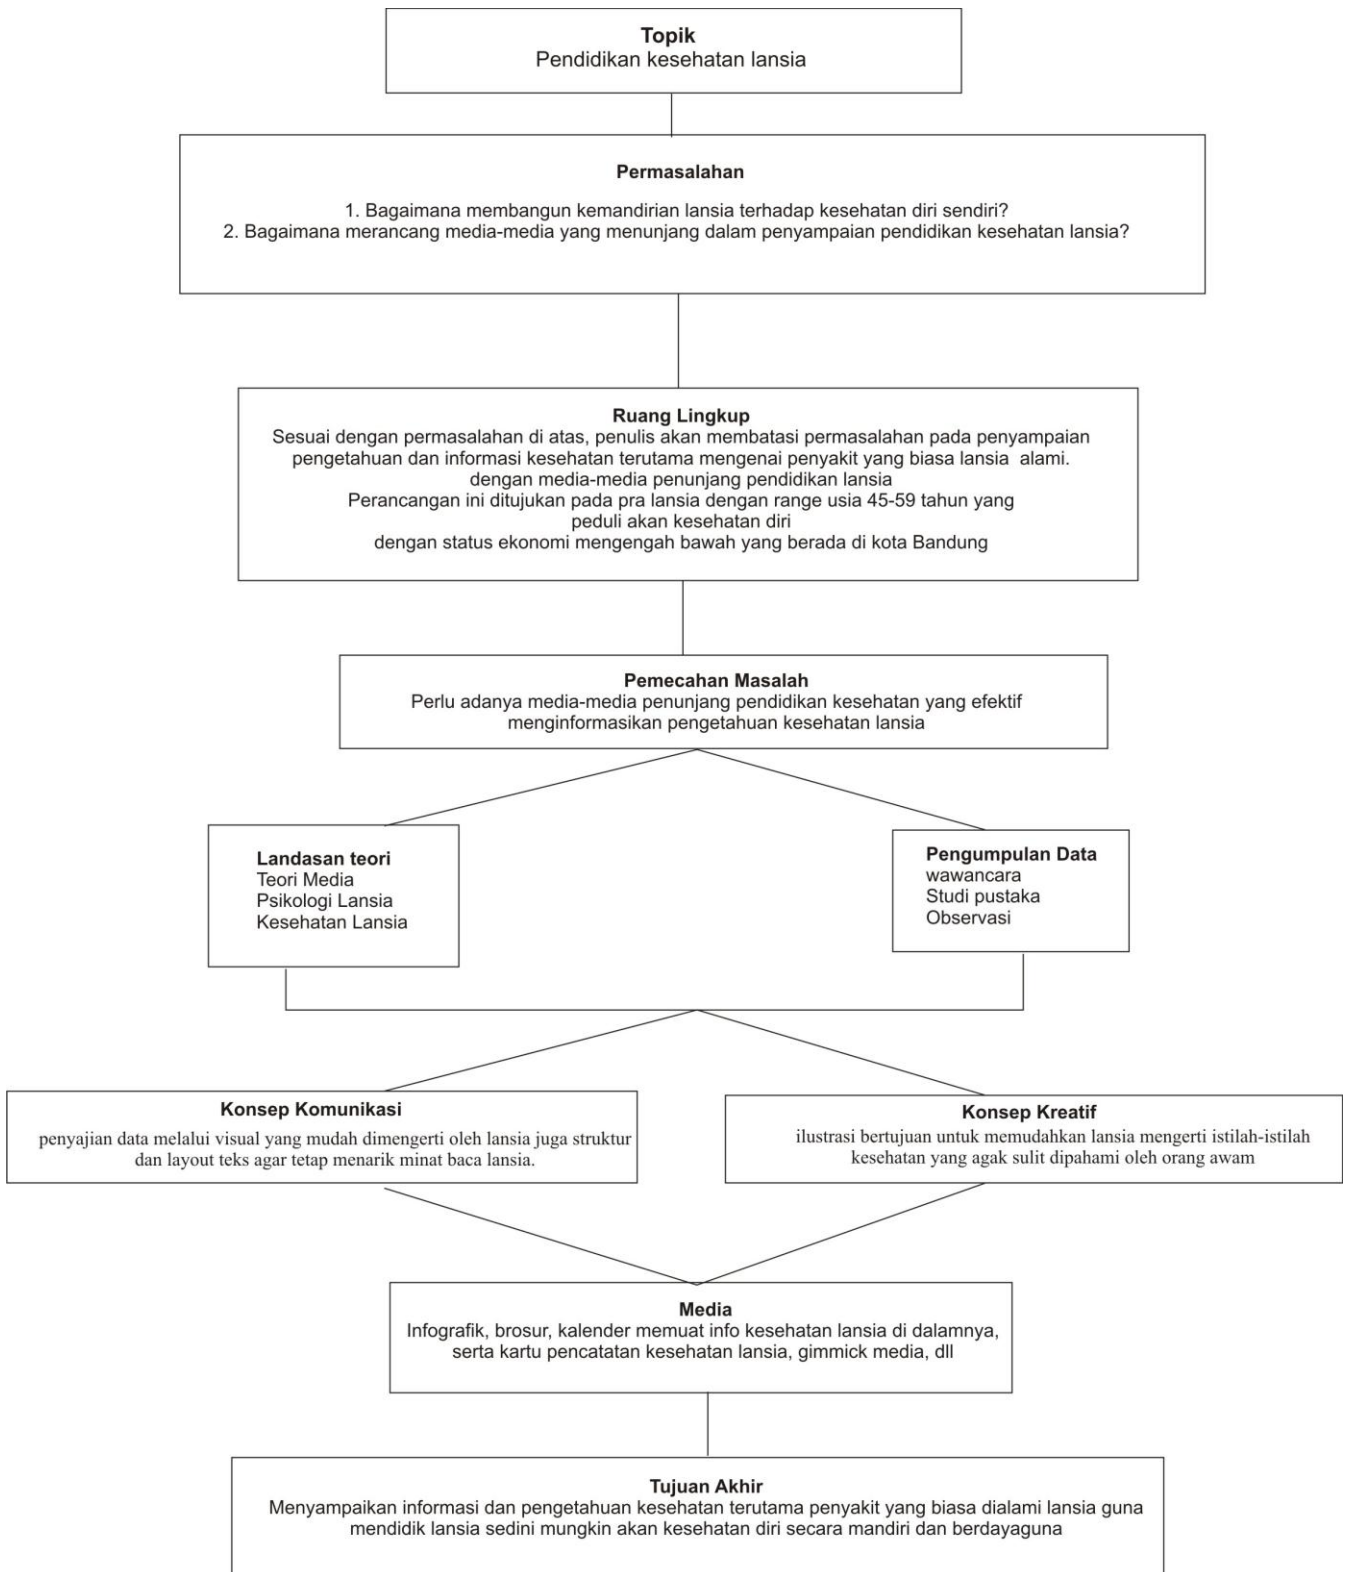 Topik
Pendidikan kesehatan lansia
Permasalahan
1. Bagaimana membangun kemandirian lansia terhadap kesehatan diri sendiri?
2. Bagaimana merancang media-media yang menunjang dalam penyampaian pendidikan kesehatan lansia?
Ruang Lingkup
Sesuai dengan permasalahan di atas, penulis akan membatasi permasalahan pada penyampaian
pengetahuan dan informasi kesehatan terutama mengenai penyakit yang biasa lansia alami.
dengan media-media penunjang pendidikan lansia
Perancangan ini ditujukan pada pra lansia dengan range usia 45-59 tahun yang
peduli akan kesehatan diri
dengan status ekonomi mengengah bawah yang berada di kota Bandung
Pemecahan Masalah
Perlu adanya media-media penunjang pendidikan kesehatan yang efektif
menginformasikan pengetahuan kesehatan lansia
Landasan teori
Teori Media
Psikologi Lansia
Kesehatan Lansia
Pengumpulan Data
wawancara
Studi pustaka
Observasi
Konsep Komunikasi
penyajian data melalui visual yang mudah dimengerti oleh lansia juga struktur
dan layout teks agar tetap menarik minat baca lansia.
Konsep Kreatif
ilustrasi bertujuan untuk memudahkan lansia mengerti istilah-istilah
kesehatan yang agak sulit dipahami oleh orang awam
Media
Infografik, brosur, kalender memuat info kesehatan lansia di dalamnya,
serta kartu pencatatan kesehatan lansia, gimmick media, dll
Tujuan Akhir
Menyampaikan informasi dan pengetahuan kesehatan terutama penyakit yang biasa dialami lansia guna
mendidik lansia sedini mungkin akan kesehatan diri secara mandiri dan berdayaguna